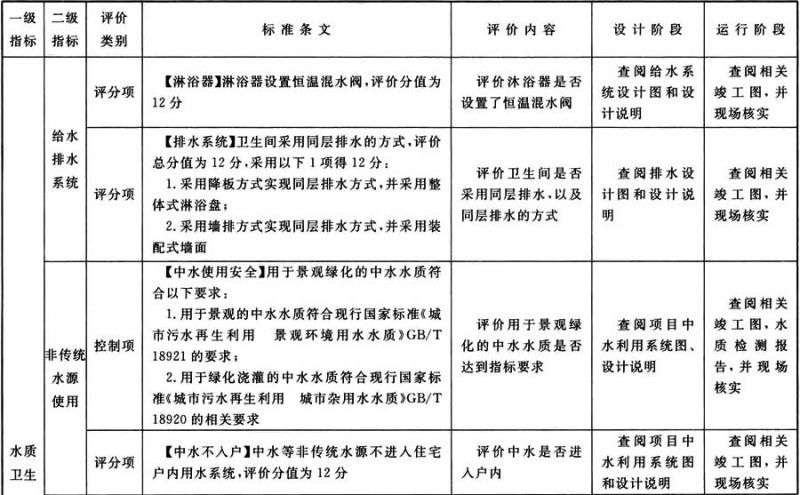 一级指标
二级指标
评价类别
标准条文
评价内容
设计阶段
运行阶段
水质卫生
给水排水系统
评分项
【淋浴器】淋浴器设置恒温混水阀,评价分值为
12分
评价沐浴器是否
设置了恒温混水阀
查阅给水系
统设计图和设
计说明
查阅相关
竣工图,并
现场核实
评分项
【排水系统】卫生间采用同层排水的方式,评价
总分值为12分,采用以下1项得12分:
1.采用降板方式实现同层排水方式,并采用整
体式淋浴盘;
2.采用墙排方式实现同层排水方式,并采用装
配式墙面
评价卫生间是否
采用同层排水,以及
同层排水的方式
查阅排水设
计图和设计说
明
查阅相关
竣工图,并
现场核实
非传统水源使用
控制项
【中水使用安全】用于景观绿化的中水水质符
合以下要求:
1.用于景观的中水水质符合现行国家标准《城
市污水再生利用 景观环境用水水质》GB/T
18921的要求;
2.用于绿化浇灌的中水水质符合现行国家标
准《城市污水再生利用 城市杂用水水质》GB/T
18920的相关要求
评价用于景观绿
化的中水水质是否
达到指标要求
查阅项目中
水利用系统图、
设计说明
查阅相关
竣工图,水
质检测报
告,并现场
核实
评分项
【中水不入户】中水等非传统水源不进入住宅
户内用水系统,评价分值为12分
评价中水是否进
入户内
查阅项目中
水利用系统图
和设计说明
查阅相关
竣工图,并
现场核实